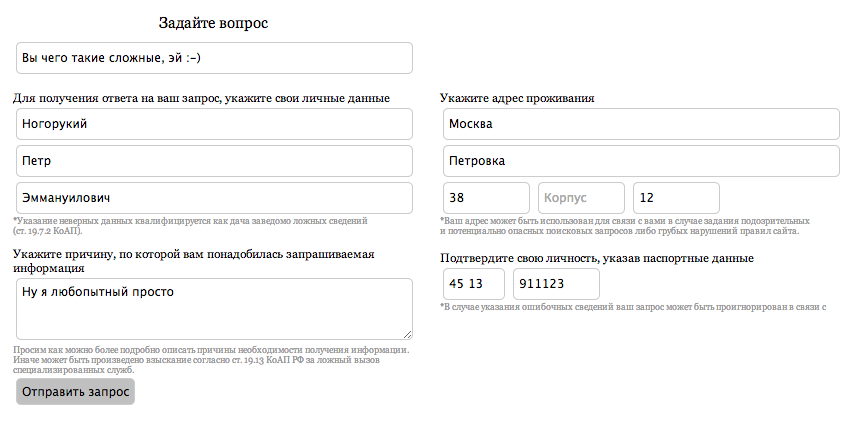 Задайте вопрос
Вы чего такие сложные, эй :-)
Для получения ответа на ваш запрос, укажите свои личные данные
Ногорукий
Петр
Эммануилович
*Указание неверных данных квалифицируется как дача заведомо ложных сведений
(ст. 19.7.2 КоАП).
Укажите причину, по которой вам понадобилась запрашиваемая
информация
Ну я любопытный просто
Просим как можно более подробно описать причины необходимости получения информации.
Иначе может быть произведено взыскание согласно ст. 19.13 КоАП РФ за ложный вызов
специализированных служб.
Отправить запрос
Укажите адрес проживания
Москва
Петровка
38 Корпус 12
*Ваш адрес может быть использован для связи с вами в случае задания подозрительных
и потенциально опасных поисковых запросов либо грубых нарушений правил сайта.
Подтвердите свою личность, указав паспортные данные
45 13 911123
*В случае указания ошибочных сведений ваш запрос может быть проигнорирован в связи с